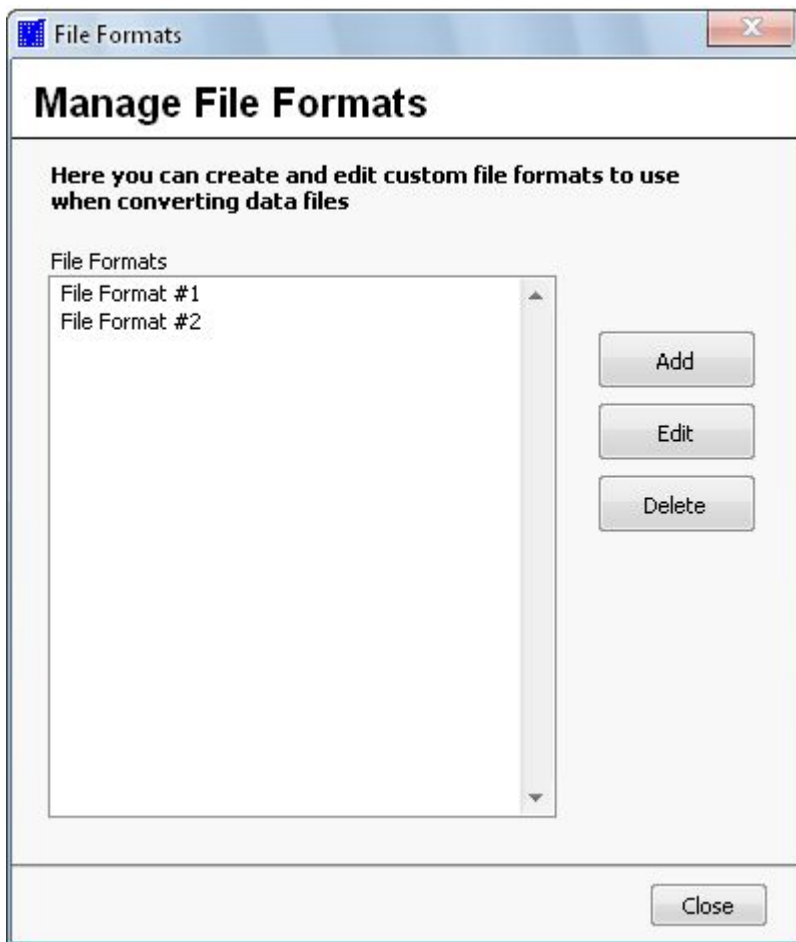 File Formats
Manage File Formats
Here you can create and edit custom file formats to use
when converting data files
File Formats
File Format #1
File Format #2
Add
Edit
Delete
Close